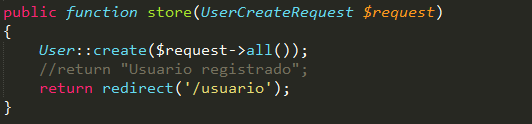 public function store(UserCreateRequest $request)
{
    User::create($request->all());
    //return "Usuario registrado";
    return redirect('/usuario');
}